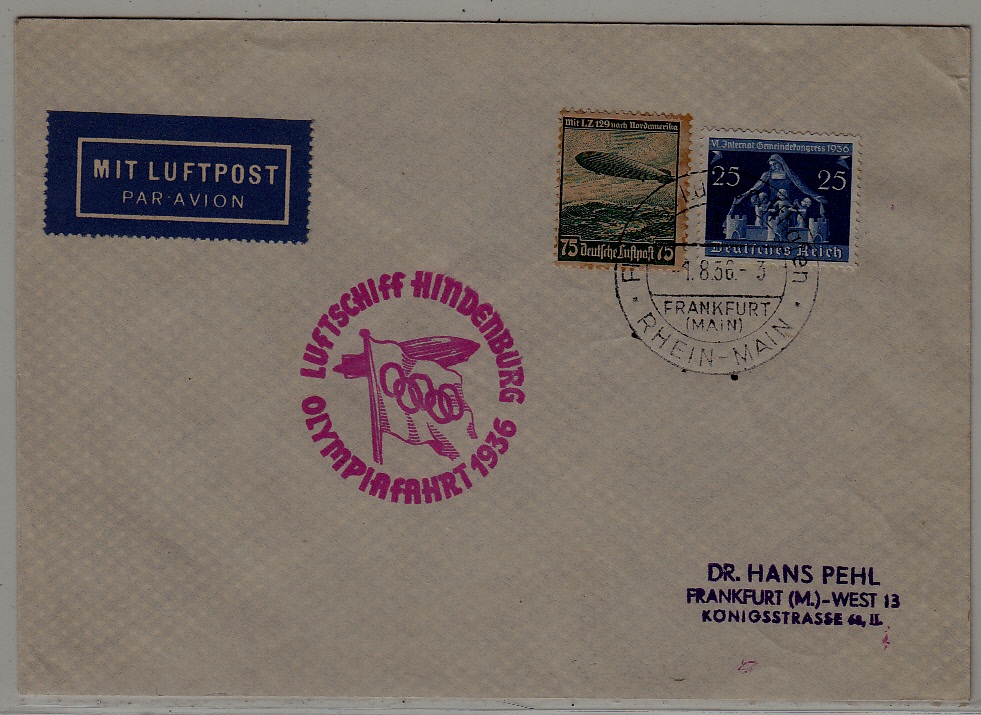 MIT LUFTPOST
PAR AVION
Mit LZ 129 nach Nordamerika
75 Deutsche Luftpost 75
VI. Internat Gemeindekongress 1936
25 25
Deutsches Reich
1.8.36.- 3
FRANKFURT
(MAIN)
RHEIN-MAIN
LUFTSCHIFF HINDENBURG
OLYMPIAFAHRT 1936
DR. HANS PEHL
FRANKFURT (M.)-WEST 13
KÖNIGSSTRASSE II.